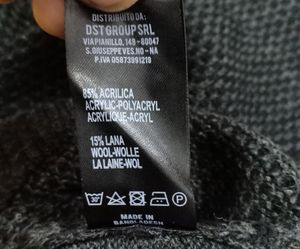 DISTRIBUITO DA:
DST GROUP SRL
VIA PIANILLO, 149 - 80047
S. GIUSEPPE VES. NO - NA
P.IVA 05873991219
85% ACRILICA
ACRYLIC-POLYACRYL
ACRYLIQUE-ACRYL
15% LANA
WOOL-WOLLE
LA LAINE-WOL
30° P
MADE IN
BANGLADESH